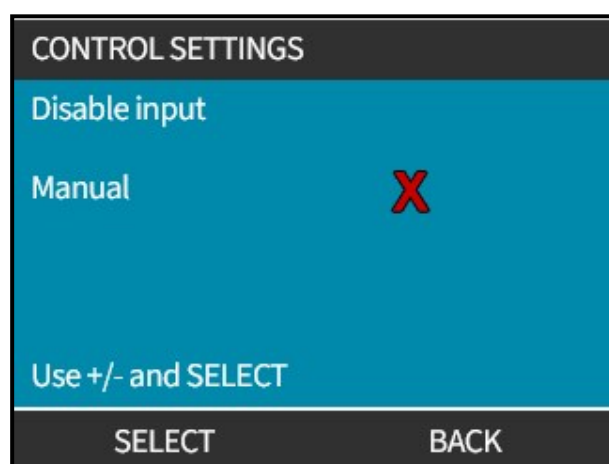 CONTROL SETTINGS
Disable input
Manual X
Use +/- and SELECT
SELECT BACK